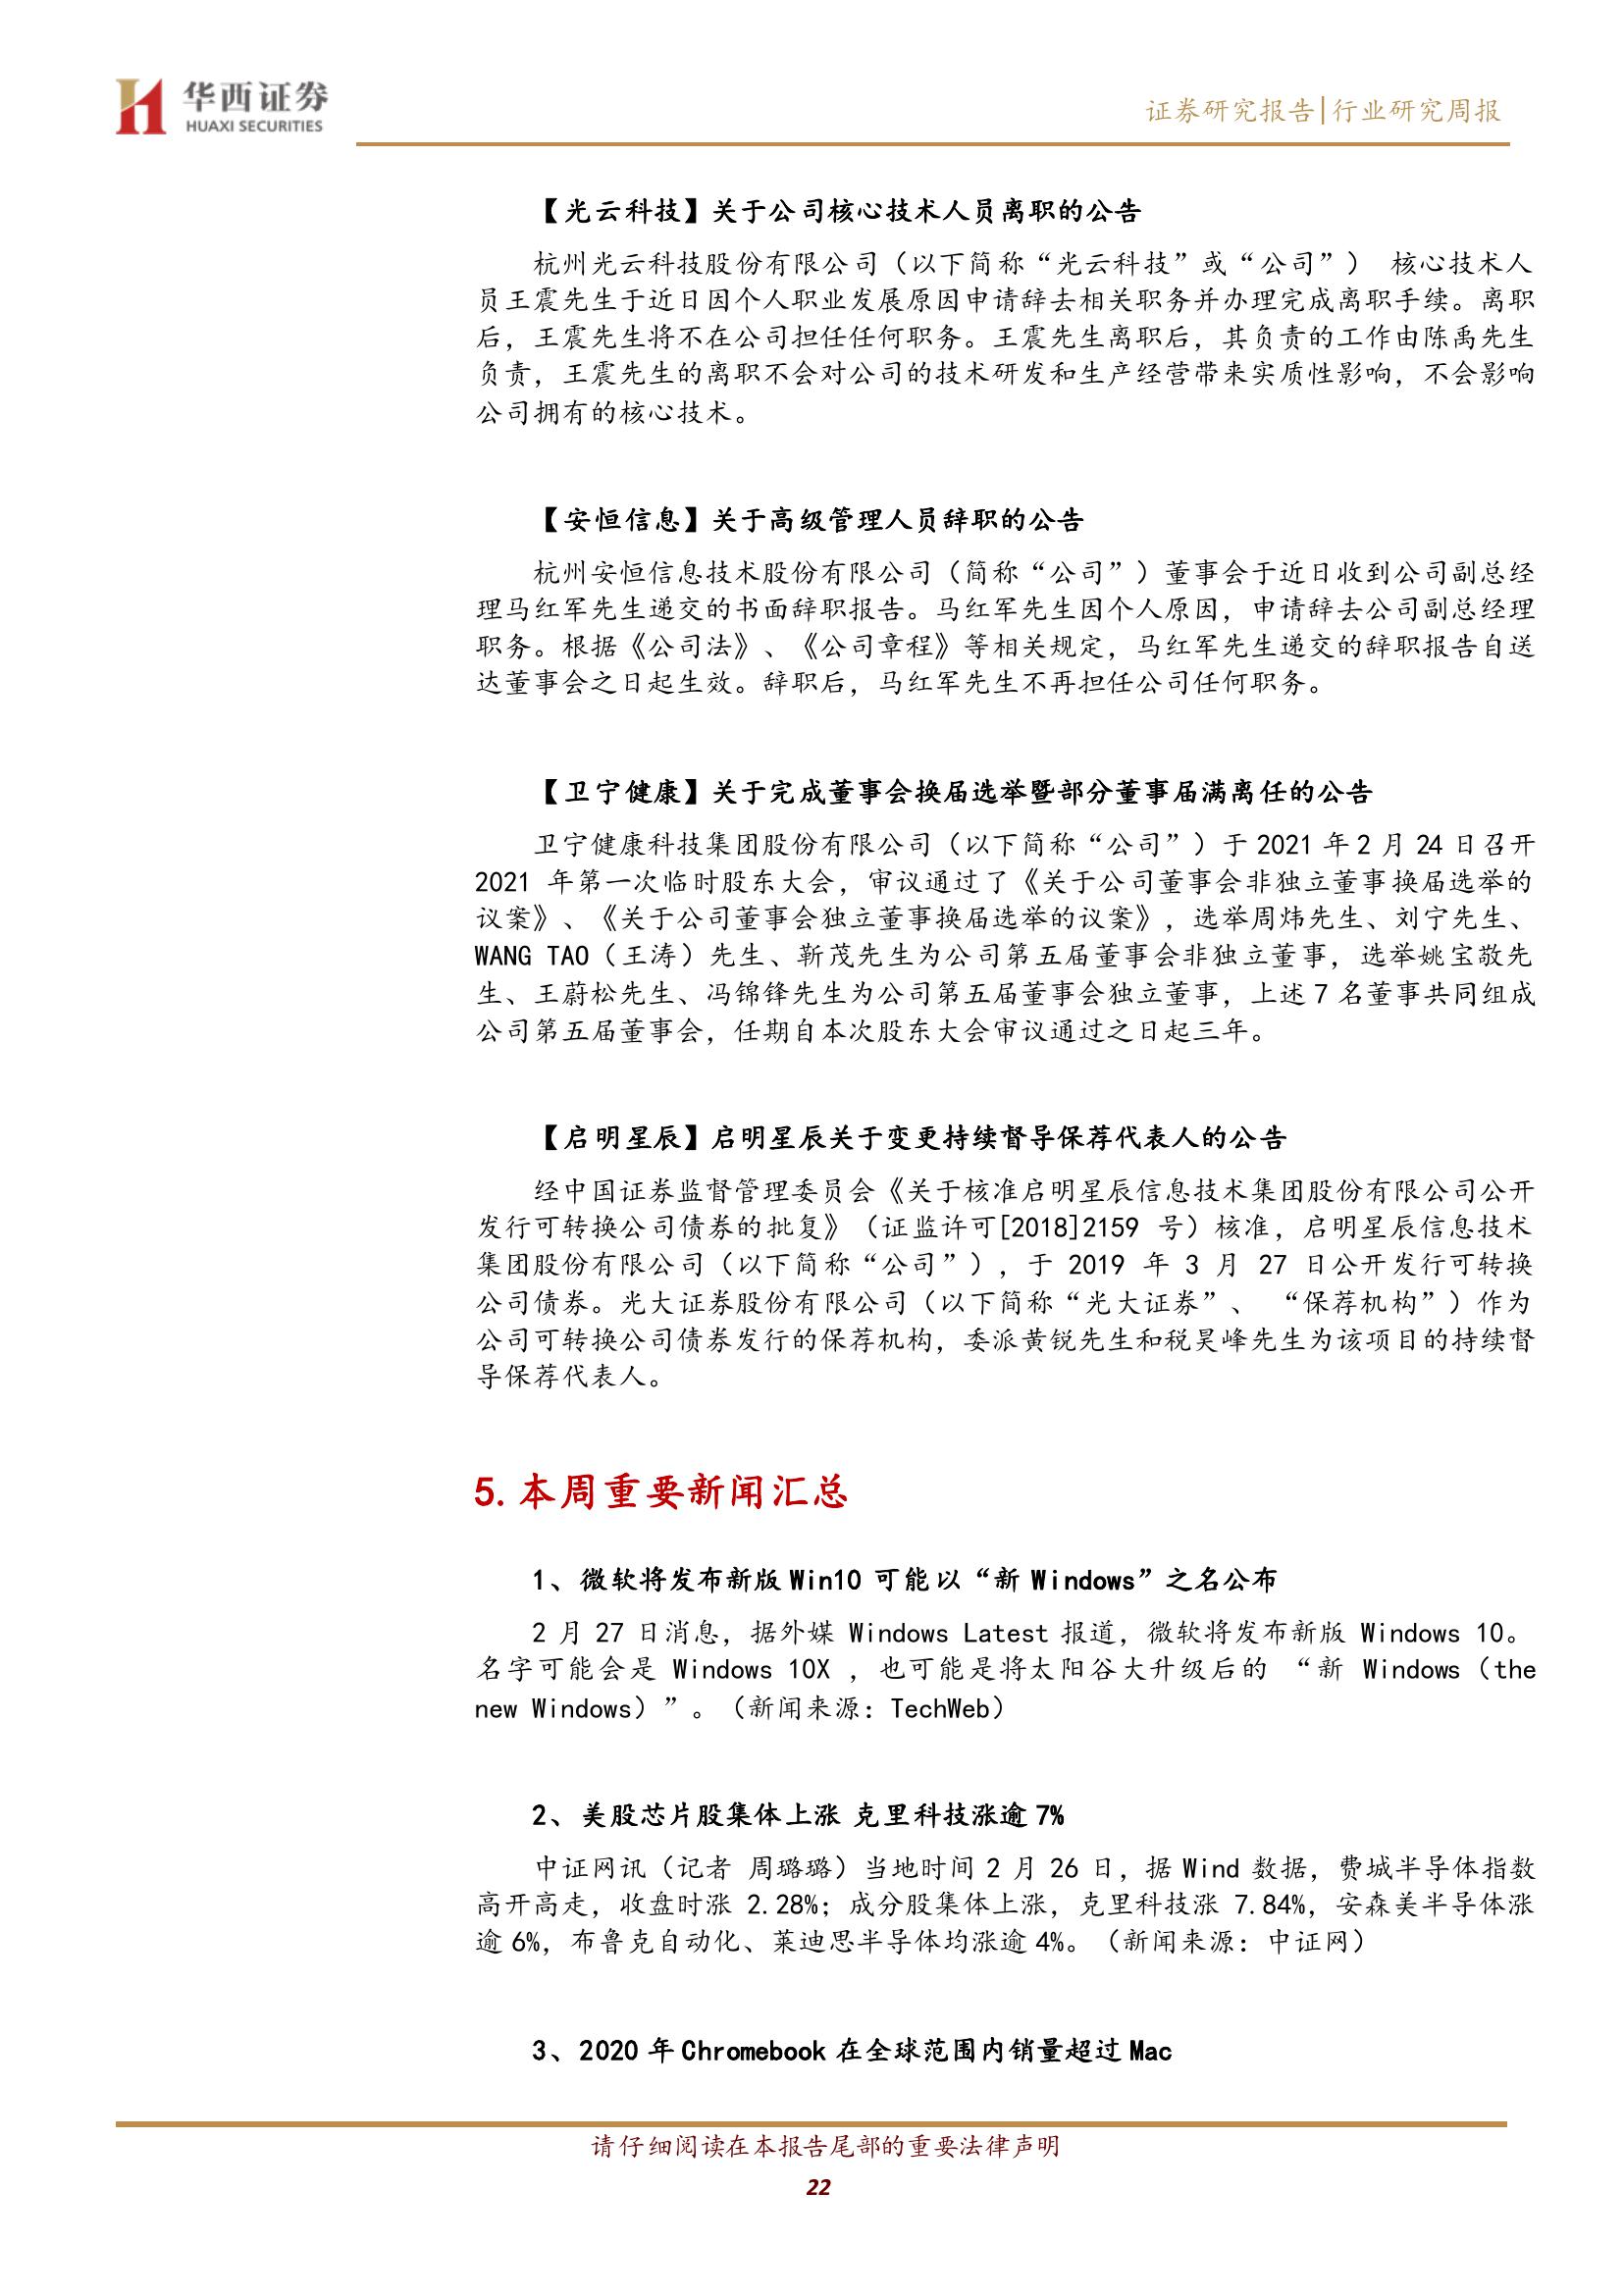 华西证券
HUAXI SECURITIES
证券研究报告|行业研究周报
【光云科技】关于公司核心技术人员离职的公告
杭州光云科技股份有限公司（以下简称“光云科技”或“公司”） 核心技术人
员王震先生于近日因个人职业发展原因申请辞去相关职务并办理完成离职手续。离职
后，王震先生将不在公司担任任何职务。王震先生离职后，其负责的工作由陈禹先生
负责，王震先生的离职不会对公司的技术研发和生产经营带来实质性影响，不会影响
公司拥有的核心技术。
【安恒信息】关于高级管理人员辞职的公告
杭州安恒信息技术股份有限公司（简称“公司”）董事会于近日收到公司副总经
理马红军先生递交的书面辞职报告。马红军先生因个人原因，申请辞去公司副总经理
职务。根据《公司法》、《公司章程》等相关规定，马红军先生递交的辞职报告自送
达董事会之日起生效。辞职后，马红军先生不再担任公司任何职务。
【卫宁健康】关于完成董事会换届选举暨部分董事届满离任的公告
卫宁健康科技集团股份有限公司（以下简称“公司”）于 2021 年 2 月 24 日召开
2021 年第一次临时股东大会，审议通过了《关于公司董事会非独立董事换届选举的
议案》、《关于公司董事会独立董事换届选举的议案》，选举周炜先生、刘宁先生、
WANG TAO（王涛）先生、靳茂先生为公司第五届董事会非独立董事，选举姚宝敬先
生、王蔚松先生、冯锦锋先生为公司第五届董事会独立董事，上述 7 名董事共同组成
公司第五届董事会，任期自本次股东大会审议通过之日起三年。
【启明星辰】启明星辰关于变更持续督导保荐代表人的公告
经中国证券监督管理委员会《关于核准启明星辰信息技术集团股份有限公司公开
发行可转换公司债券的批复》（证监许可[2018]2159 号）核准，启明星辰信息技术
集团股份有限公司（以下简称“公司”），于 2019 年 3 月 27 日公开发行可转换
公司债券。光大证券股份有限公司（以下简称“光大证券”、 “保荐机构”）作为
公司可转换公司债券发行的保荐机构，委派黄锐先生和税昊峰先生为该项目的持续督
导保荐代表人。
5. 本周重要新闻汇总
1、微软将发布新版 Win10 可能以“新 Windows”之名公布
2 月 27 日消息，据外媒 Windows Latest 报道，微软将发布新版 Windows 10。
名字可能会是 Windows 10X ，也可能是将太阳谷大升级后的 “新 Windows（the
new Windows）”。（新闻来源：TechWeb）
2、美股芯片股集体上涨 克里科技涨逾 7%
中证网讯（记者 周璐璐）当地时间 2 月 26 日，据 Wind 数据，费城半导体指数
高开高走，收盘时涨 2.28%；成分股集体上涨，克里科技涨 7.84%，安森美半导体涨
逾 6%，布鲁克自动化、莱迪思半导体均涨逾 4%。（新闻来源：中证网）
3、2020 年 Chromebook 在全球范围内销量超过 Mac
请仔细阅读在本报告尾部的重要法律声明
22